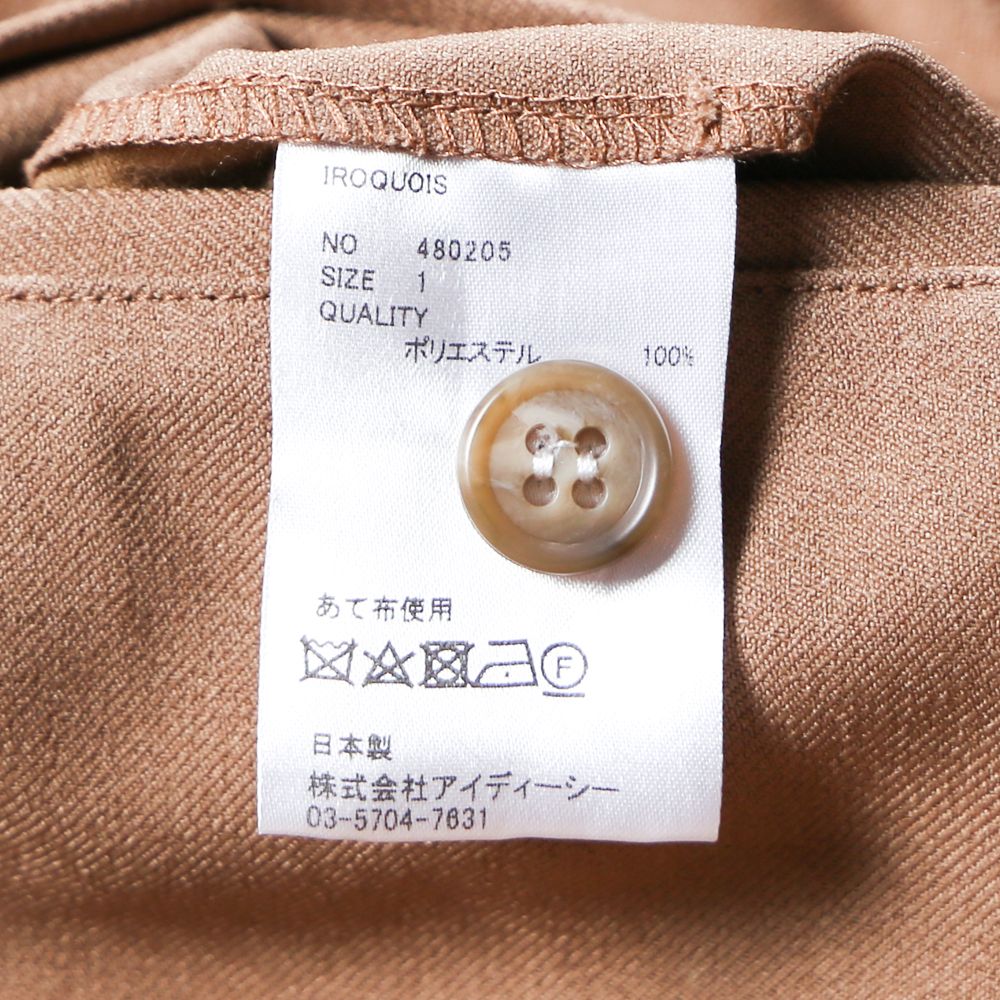 IROQUOIS
NO 480205
SIZE 1
QUALITY
ポリエステル 100%
あて布使用
F
日本製
株式会社アイディーシー
03-5704-7631